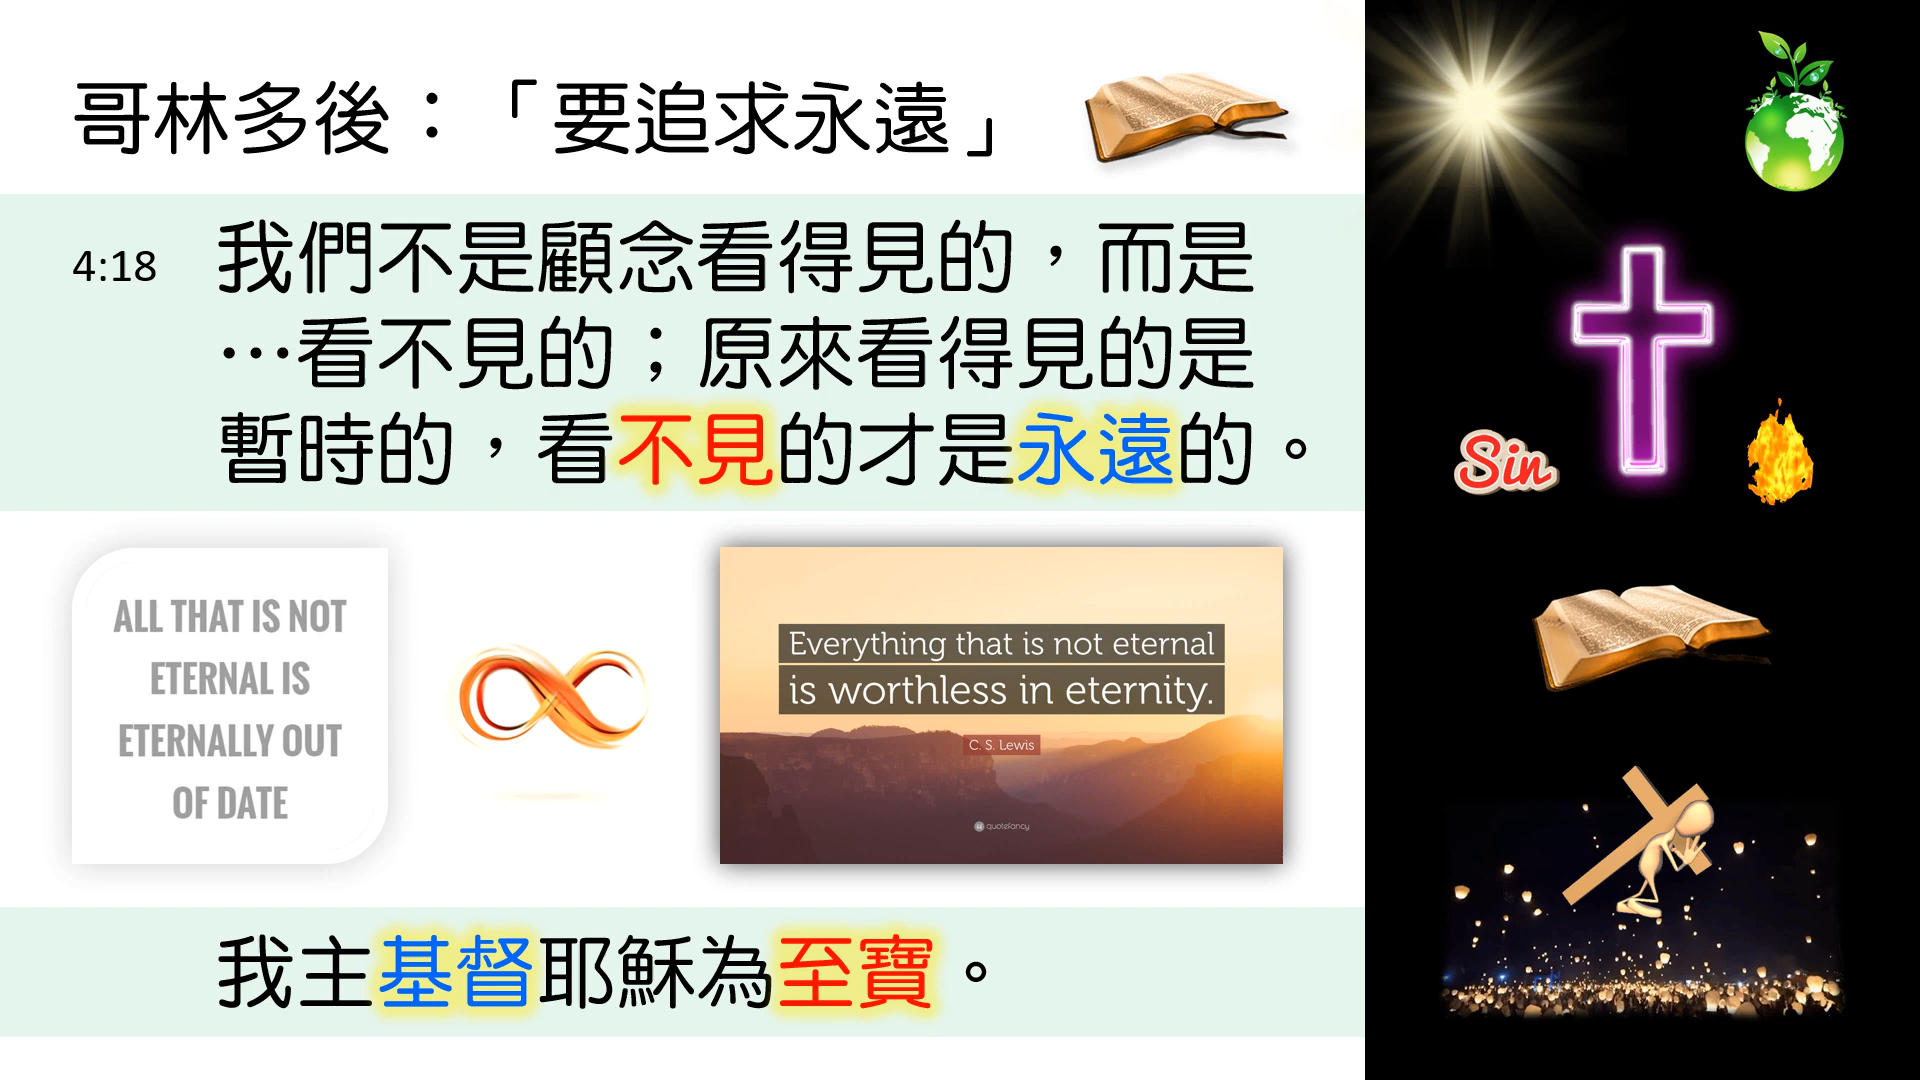 哥林多後：「要追求永遠」
4:18 我們不是顧念看得見的，而是
…看不見的；原來看得見的是
暫時的，看不見的才是永遠的。
ALL THAT IS NOT
ETERNAL IS
ETERNALLY OUT
OF DATE
Everything that is not eternal
is worthless in eternity.
C. S. Lewis
quotefancy
我主基督耶穌為至寶。
Sin